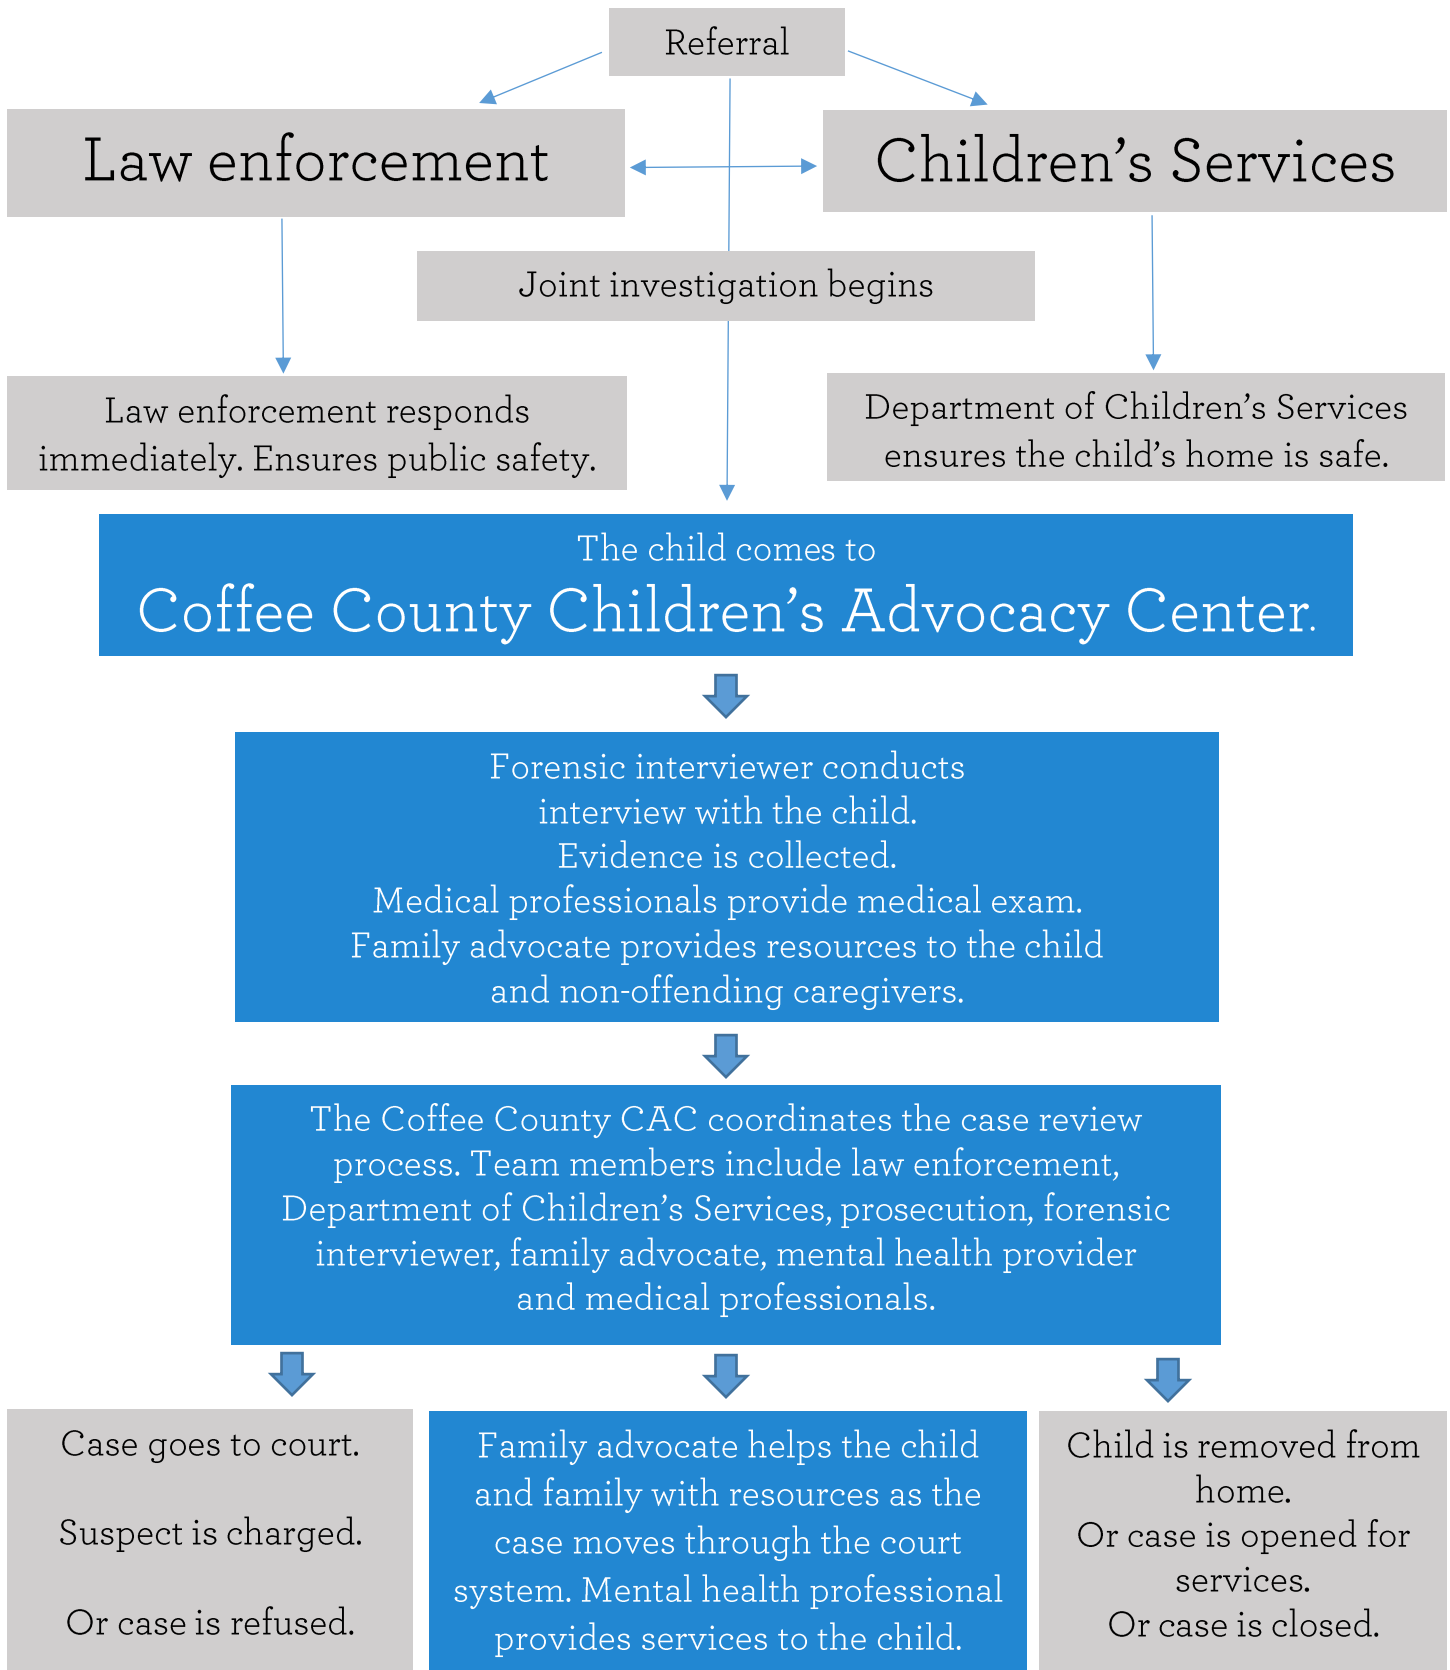 Referral
Law enforcement
Children’s Services
Joint investigation begins
Law enforcement responds
immediately. Ensures public safety.
Department of Children’s Services
ensures the child’s home is safe.
The child comes to
Coffee County Children’s Advocacy Center.
Forensic interviewer conducts
interview with the child.
Evidence is collected.
Medical professionals provide medical exam.
Family advocate provides resources to the child
and non-offending caregivers.
The Coffee County CAC coordinates the case review
process. Team members include law enforcement,
Department of Children’s Services, prosecution, forensic
interviewer, family advocate, mental health provider
and medical professionals.
Case goes to court.
Suspect is charged.
Or case is refused.
Family advocate helps the child
and family with resources as the
case moves through the court
system. Mental health professional
provides services to the child.
Child is removed from
home.
Or case is opened for
services.
Or case is closed.